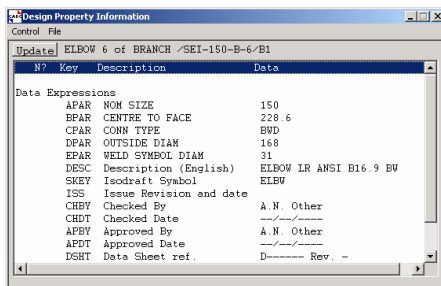 Design Property Information
Control File
Update ELBOW 6 of BRANCH /SEI-150-B-6/B1
N? Key Description Data
Data Expressions
APAR NOM SIZE 150
BPAR CENTRE TO FACE 228.6
CPAR CONN TYPE BWD
DPAR OUTSIDE DIAM 168
EPAR WELD SYMBOL DIAM 31
DESC Description (English) ELBOW LR ANSI B16.9 BW
SKEY Isodraft Symbol ELBW
ISS Issue Revision and date
CHBY Checked By A.N. Other
CHDT Checked Date --/--/----
APBY Approved By A.N. Other
APDT Approved Date --/--/----
DSHT Data Sheet ref. D------ Rev. -